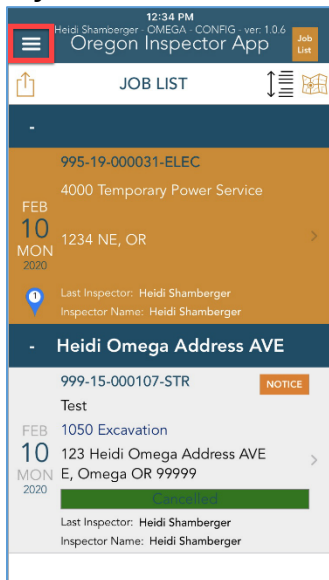 12:34 PM
Heidi Shamberger - OMEGA - CONFIG - ver: 1.0.6
Oregon Inspector App
Job
List
JOB LIST
-
995-19-000031-ELEC
4000 Temporary Power Service
FEB
10
MON
2020
1234 NE, OR
1
Last Inspector: Heidi Shamberger
Inspector Name: Heidi Shamberger
- Heidi Omega Address AVE
999-15-000107-STR
NOTICE
Test
FEB
10
MON
2020
1050 Excavation
123 Heidi Omega Address AVE
E, Omega OR 99999
Cancelled
Last Inspector: Heidi Shamberger
Inspector Name: Heidi Shamberger